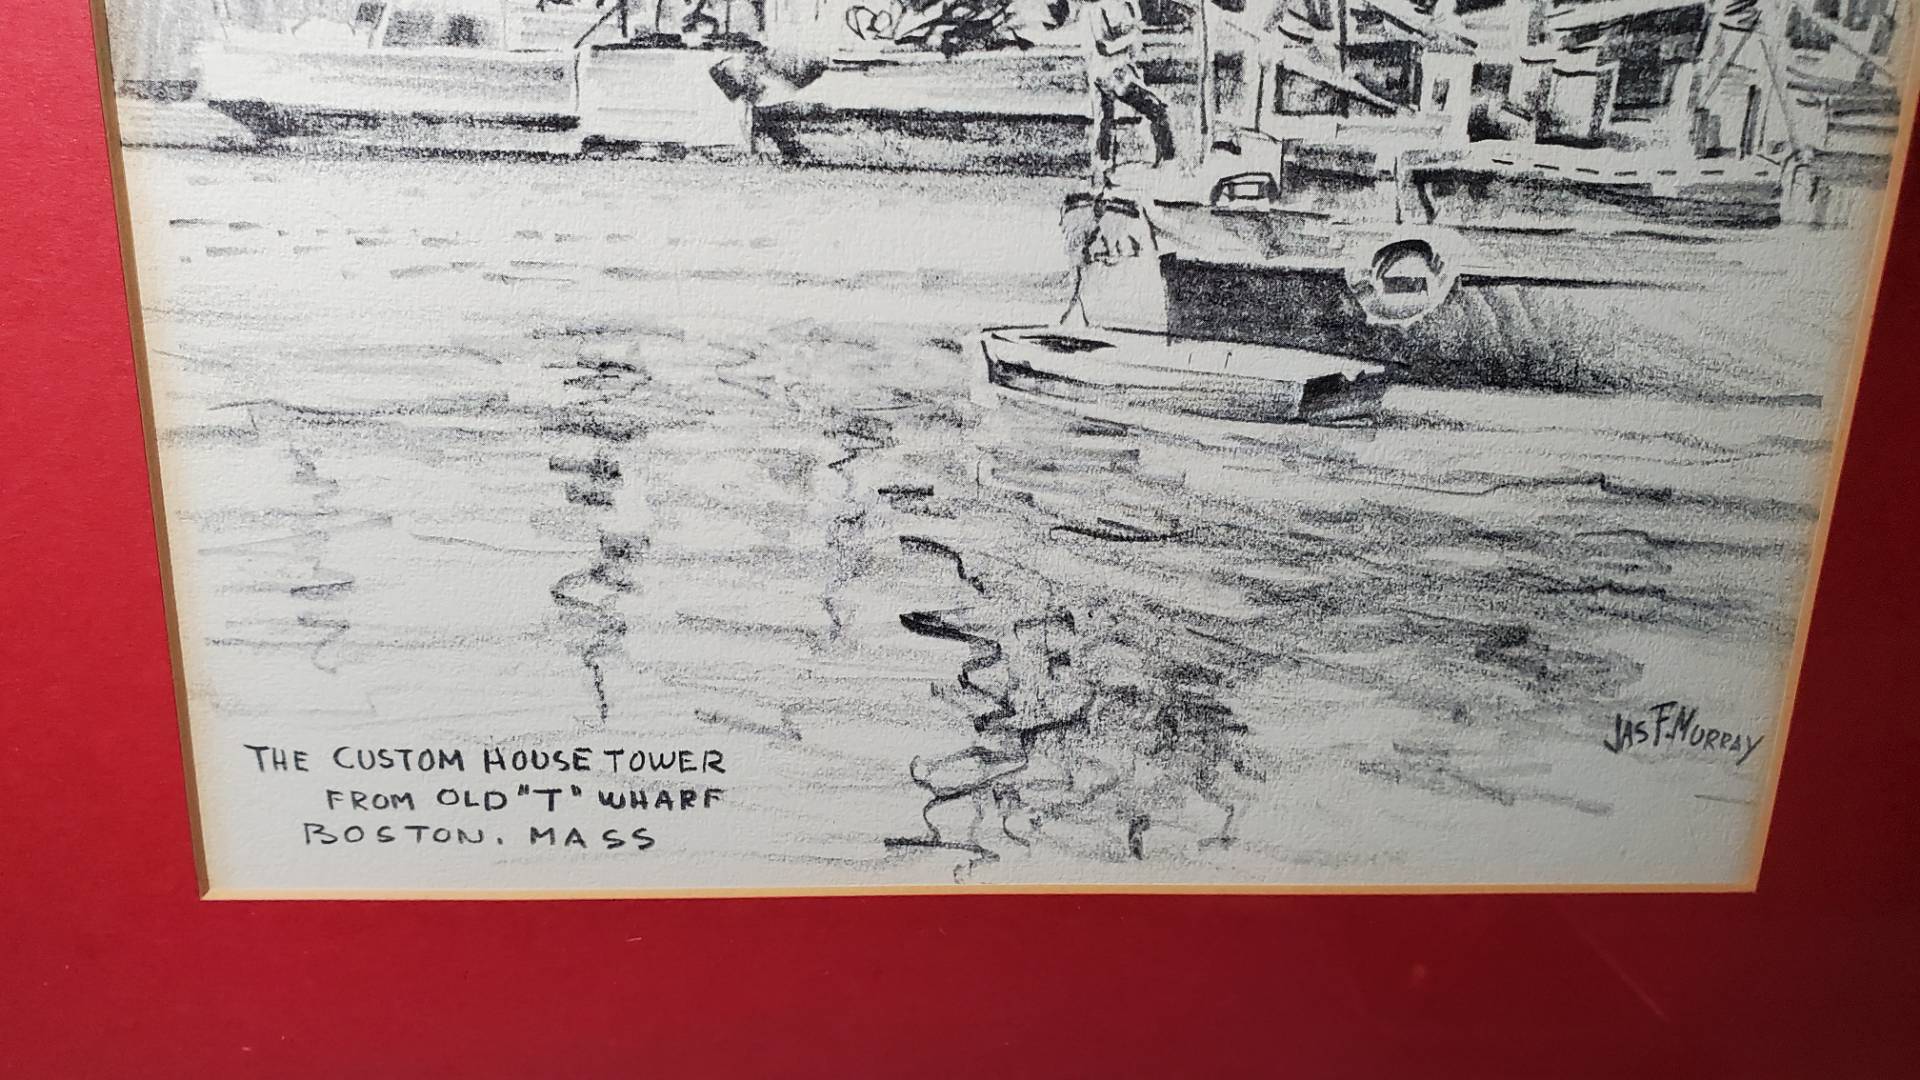 THE CUSTOM HOUSE TOWER
FROM OLD "T" WHARF
BOSTON. MASS
JAS F. MURRAY